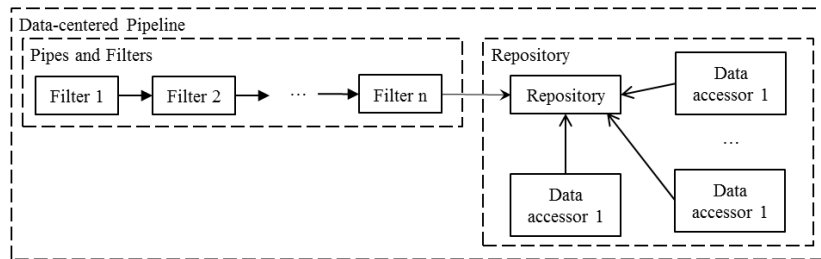 Data-centered Pipeline
Pipes and Filters
Filter 1
Filter 2
...
Filter n
Repository
Repository
Data
accessor 1
...
Data
accessor 1
Data
accessor 1